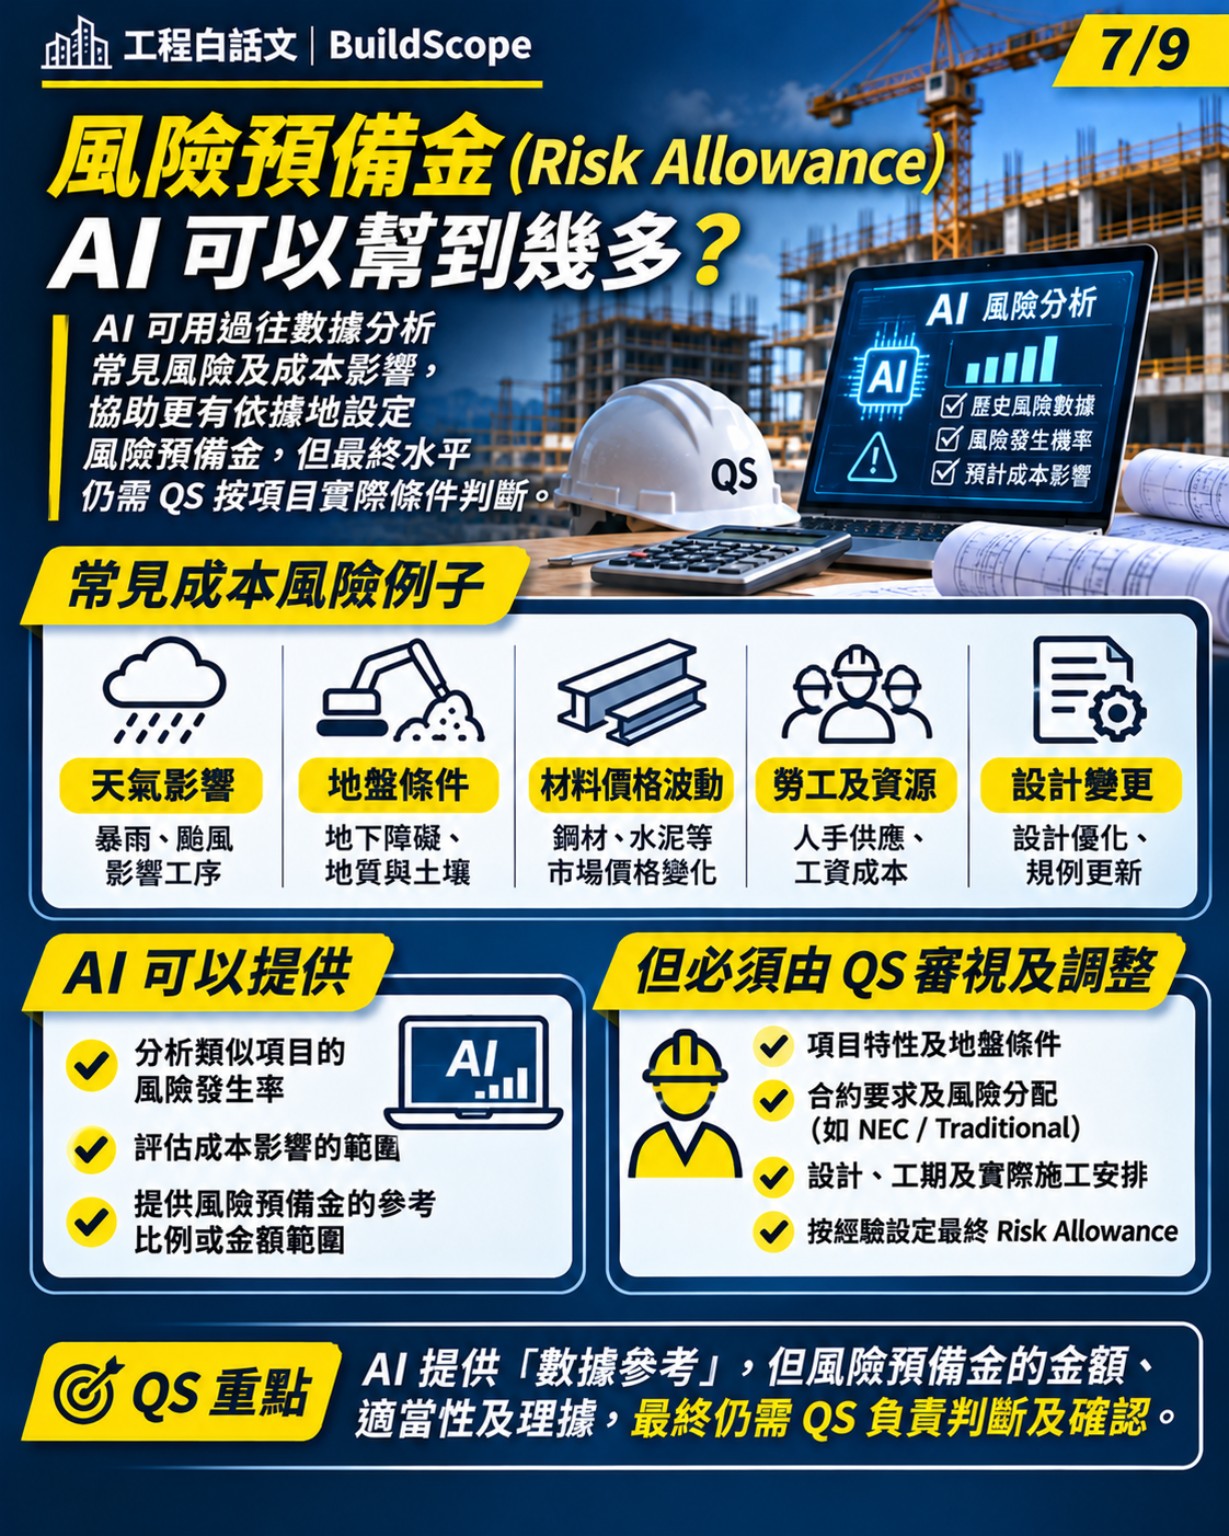 工程白話文｜BuildScope
7/9
風險預備金 (Risk Allowance)
AI 可以幫到幾多？
AI 可用過往數據分析
常見風險及成本影響，
協助更有依據地設定
風險預備金，但最終水平
仍需 QS 按項目實際條件判斷。
QS
AI 風險分析
AI
歷史風險數據
風險發生機率
預計成本影響
常見成本風險例子
天氣影響
暴雨、颱風
影響工序
地盤條件
地下障礙、
地質與土壤
材料價格波動
鋼材、水泥等
市場價格變化
勞工及資源
人手供應、
工資成本
設計變更
設計優化、
規例更新
AI 可以提供
分析類似項目的
風險發生率
評估成本影響的範圍
提供風險預備金的參考
比例或金額範圍
AI
但必須由 QS 審視及調整
項目特性及地盤條件
合約要求及風險分配
（如 NEC / Traditional）
設計、工期及實際施工安排
按經驗設定最終 Risk Allowance
QS 重點
AI 提供「數據參考」，但風險預備金的金額、
適當性及理據，最終仍需 QS 負責判斷及確認。